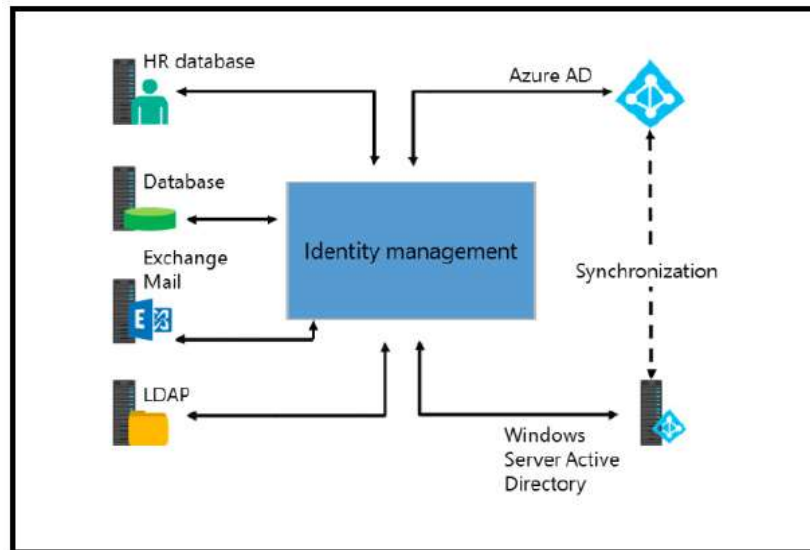 HR database
Azure AD
Database
Identity management
Exchange
Mail
Synchronization
LDAP
Windows
Server Active
Directory